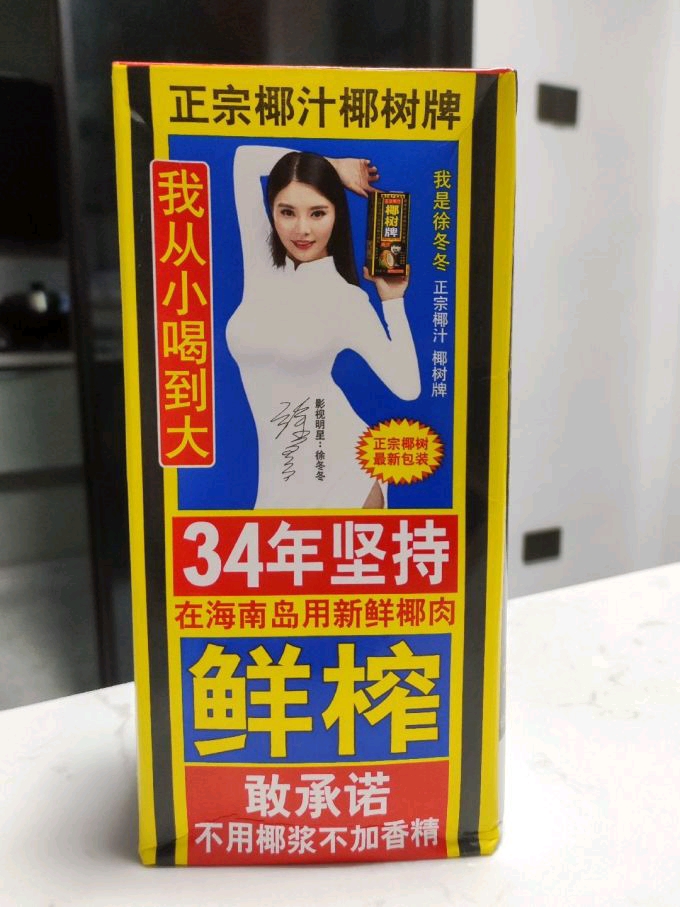 正宗椰汁椰树牌
我从小喝到大
我是徐冬冬
正宗椰汁 椰树牌
椰树牌
影视明星：徐冬冬
正宗椰树
最新包装
34年坚持
在海南岛用新鲜椰肉
鲜榨
敢承诺
不用椰浆不加香精